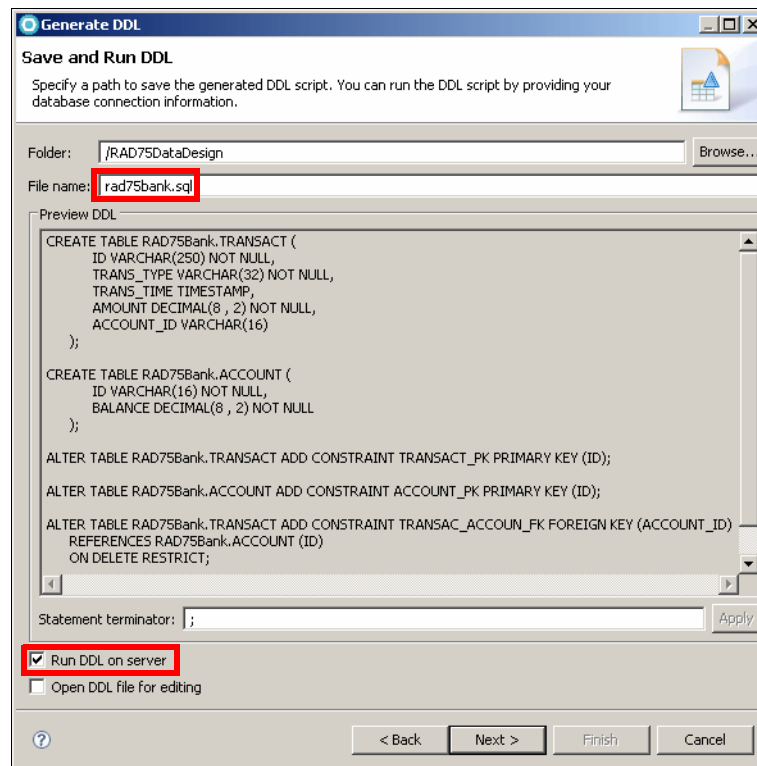 Generate DDL
Save and Run DDL
Specify a path to save the generated DDL script. You can run the DDL script by providing your
database connection information.
Folder: /RAD75DataDesign Browse...
File name: rad75bank.sql
Preview DDL
CREATE TABLE RAD75Bank.TRANSACT (
ID VARCHAR(250) NOT NULL,
TRANS_TYPE VARCHAR(32) NOT NULL,
TRANS_TIME TIMESTAMP,
AMOUNT DECIMAL(8 , 2) NOT NULL,
ACCOUNT_ID VARCHAR(16)
);
CREATE TABLE RAD75Bank.ACCOUNT (
ID VARCHAR(16) NOT NULL,
BALANCE DECIMAL(8 , 2) NOT NULL
);
ALTER TABLE RAD75Bank.TRANSACT ADD CONSTRAINT TRANSACT_PK PRIMARY KEY (ID);
ALTER TABLE RAD75Bank.ACCOUNT ADD CONSTRAINT ACCOUNT_PK PRIMARY KEY (ID);
ALTER TABLE RAD75Bank.TRANSACT ADD CONSTRAINT TRANSAC_ACCOUN_FK FOREIGN KEY (ACCOUNT_ID)
REFERENCES RAD75Bank.ACCOUNT (ID)
ON DELETE RESTRICT;
Statement terminator: ; Apply
Run DDL on server
Open DDL file for editing
? < Back Next > Finish Cancel